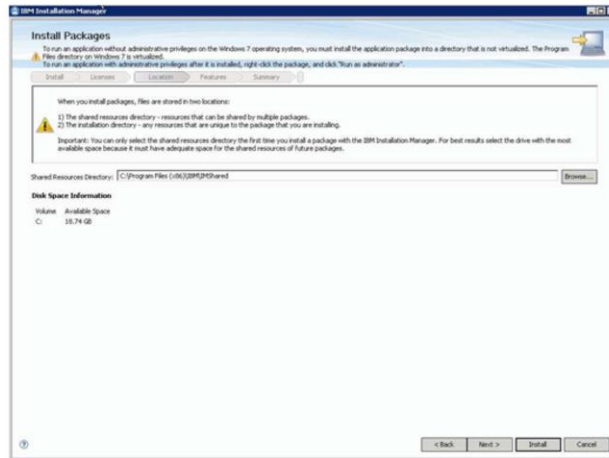 IBM Installation Manager
Install Packages
To run an application without administrative privileges on the Windows 7 operating system, you must install the application package into a directory that is not virtualized. The Program
Files directory on Windows 7 is virtualized.
To run an application with administrative privileges after it is installed, right-click the package, and click "Run as administrator".
Install
Licenses
Location
Features
Summary
When you install packages, files are stored in two locations:
1) The shared resources directory - resources that can be shared by multiple packages.
2) The installation directory - any resources that are unique to the package that you are installing.
Important: You can only select the shared resources directory the first time you install a package with the IBM Installation Manager. For best results select the drive with the most
available space because it must have adequate space for the shared resources of future packages.
Shared Resources Directory: C:\Program Files (x86)\IBM\IMShared
Browse...
Disk Space Information
Volume Available Space
C: 18.74 GB
< Back
Next >
Install
Cancel